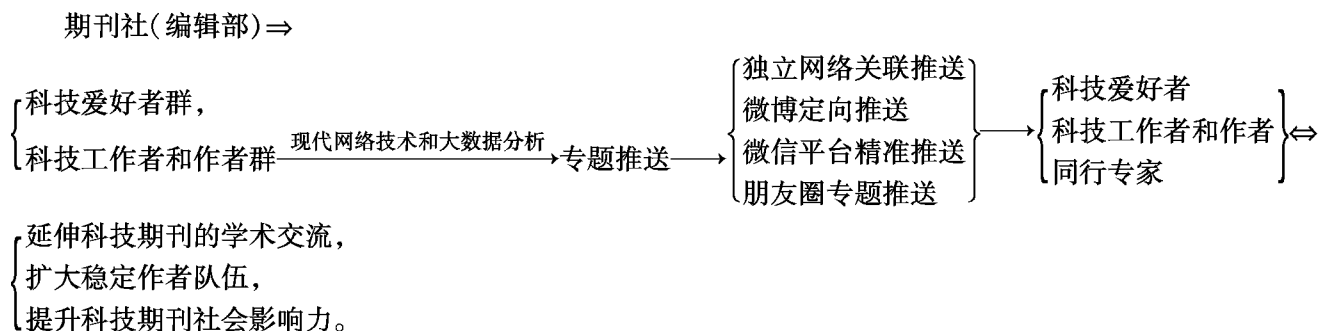 期刊社(编辑部)⇒
科技爱好者群,
科技工作者和作者群
现代网络技术和大数据分析
专题推送
独立网络关联推送
微博定向推送
微信平台精准推送
朋友圈专题推送
科技爱好者
科技工作者和作者
同行专家
⇔
延伸科技期刊的学术交流,
扩大稳定作者队伍,
提升科技期刊社会影响力。